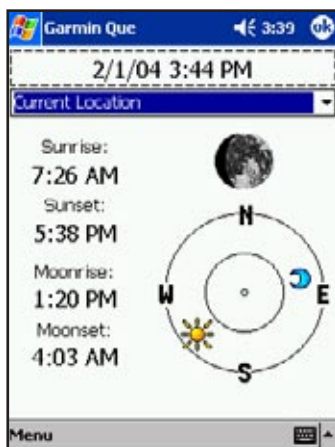 Garmin Que 3:39 ok
2/1/04 3:44 PM
Current Location
Sunrise:
7:26 AM
Sunset:
5:38 PM
Moonrise:
1:20 PM
Moonset:
4:03 AM
N
W E
S
Menu